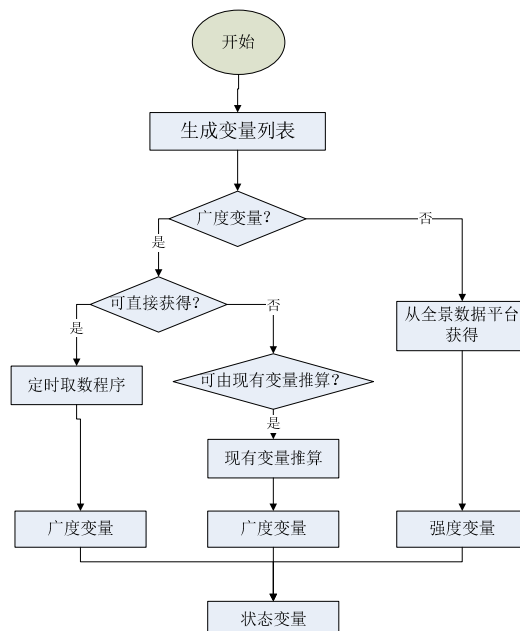 开始
生成变量列表
广度变量?
是
否
可直接获得?
是
否
从全景数据平台
获得
定时取数程序
可由现有变量推算?
是
现有变量推算
广度变量
广度变量
强度变量
状态变量